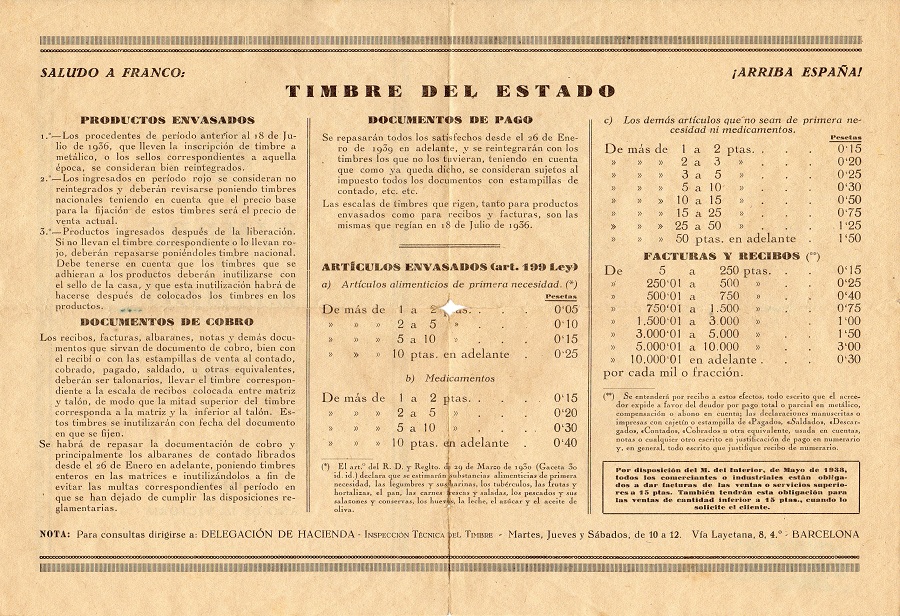 SALUDO A FRANCO:
¡ARRIBA ESPAÑA!
TIMBRE DEL ESTADO
PRODUCTOS ENVASADOS
1.º—Los procedentes de período anterior al 18 de Ju-
lio de 1936, que lleven la inscripción de timbre a
metálico, o los sellos correspondientes a aquella
época, se consideran bien reintegrados.
2.º—Los ingresados en período rojo se consideran no
reintegrados y deberán revisarse poniendo timbres
nacionales teniendo en cuenta que el precio base
para la fijación de estos timbres será el precio de
venta actual.
3.º—Productos ingresados después de la liberación.
Si no llevan el timbre correspondiente o lo llevan ro-
jo, deberán repasarse poniéndoles timbre nacional.
Debe tenerse en cuenta que los timbres que se
adhieran a los productos deberán inutilizarse con
el sello de la casa, y que esta inutilización habrá de
hacerse después de colocados los timbres en los
productos.
DOCUMENTOS DE COBRO
Los recibos, facturas, albaranes, notas y demás docu-
mentos que sirvan de documento de cobro, bien con
el recibí o con las estampillas de venta al contado,
cobrado, pagado, saldado, u otras equivalentes,
deberán ser talonarios, llevar el timbre correspon-
diente a la escala de recibos colocada entre matriz
y talón, de modo que la mitad superior del timbre
corresponda a la matriz y la inferior al talón. Es-
tos timbres se inutilizarán con fecha del documento
en que se fijen.
Se habrá de repasar la documentación de cobro y
principalmente los albaranes de contado librados
desde el 26 de Enero en adelante, poniendo timbres
enteros en las matrices e inutilizándolos a fin de
evitar las multas correspondientes al período en
que se han dejado de cumplir las disposiciones re-
glamentarias.
DOCUMENTOS DE PAGO
Se repasarán todos los satisfechos desde el 26 de Ene-
ro de 1939 en adelante, y se reintegrarán con los
timbres los que no los tuvieran, teniendo en cuenta
que como ya queda dicho, se consideran sujetos al
impuesto todos los documentos con estampillas de
contado, etc. etc.
Las escalas de timbres que rigen, tanto para productos
envasados como para recibos y facturas, son las
mismas que regían en 18 de Julio de 1936.
ARTÍCULOS ENVASADOS (art. 199 Ley)
a) Artículos alimenticios de primera necesidad. (*)
Pesetas
De más de 1 a 2 ptas. . . . . 0'05
» » » 2 a 5 » . . . . . 0'10
» » » 5 a 10 » . . . . . 0'15
» » » 10 ptas. en adelante . . . 0'25
b) Medicamentos
De más de 1 a 2 ptas. . . . . 0'15
» » » 2 a 5 » . . . . . 0'20
» » » 5 a 10 » . . . . . 0'30
» » » 10 ptas. en adelante . . . 0'40
(*) El art.º del R. D. y Reglto. de 29 de Marzo de 1930 (Gaceta 30
id. id.) declara que se estimarán substancias alimenticias de primera
necesidad, las legumbres y sus harinas, los tubérculos, las frutas y
hortalizas, el pan, las carnes frescas y saladas, los pescados y sus
salazones y conservas, los huevos, la leche, el azúcar y el aceite de
oliva.
c) Los demás artículos que no sean de primera ne-
cesidad ni medicamentos.
Pesetas
De más de 1 a 2 ptas. . . . . 0'15
» » » 2 a 3 » . . . . 0'20
» » » 3 a 5 » . . . . 0'25
» » » 5 a 10 » . . . . 0'30
» » » 10 a 15 » . . . . 0'50
» » » 15 a 25 » . . . . 0'75
» » » 25 a 50 » . . . . 1'25
» » » 50 ptas. en adelante . 1'50
FACTURAS Y RECIBOS (**)
De 5 a 250 ptas. . . . 0'15
» 250'01 a 500 » . . . 0'25
» 500'01 a 750 » . . . 0'40
» 750'01 a 1.500 » . . . 0'75
» 1.500'01 a 3.000 » . . . 1'00
» 3.000'01 a 5.000 » . . . 1'50
» 5.000'01 a 10.000 » . . . 3'00
» 10.000'01 en adelante . . . 0'30
por cada mil o fracción.
(**) Se entenderá por recibo a estos efectos, todo escrito que el acree-
dor expide a favor del deudor por pago total o parcial en metálico,
compensación o abono en cuenta; las declaraciones manuscritas o
impresas con cajetín o estampilla de «Pagado», «Saldado», «Descar-
gado», «Contado», «Cobrado» u otra equivalente, usada en cuentas,
notas o cualquier otro escrito en justificación de pago en numerario
y, en general, todo escrito que justifique recibo de numerario.
Por disposición del M. del Interior, de Mayo de 1938,
todos los comerciantes o industriales están obliga-
dos a dar facturas de las ventas o servicios superio-
res a 15 ptas. También tendrán esta obligación para
las ventas de cantidad inferior a 15 ptas., cuando lo
solicite el cliente.
NOTA: Para consultas dirigirse a: DELEGACIÓN DE HACIENDA - INSPECCIÓN TÉCNICA DEL TIMBRE - Martes, Jueves y Sábados, de 10 a 12. Vía Layetana, 8, 4.º - BARCELONA